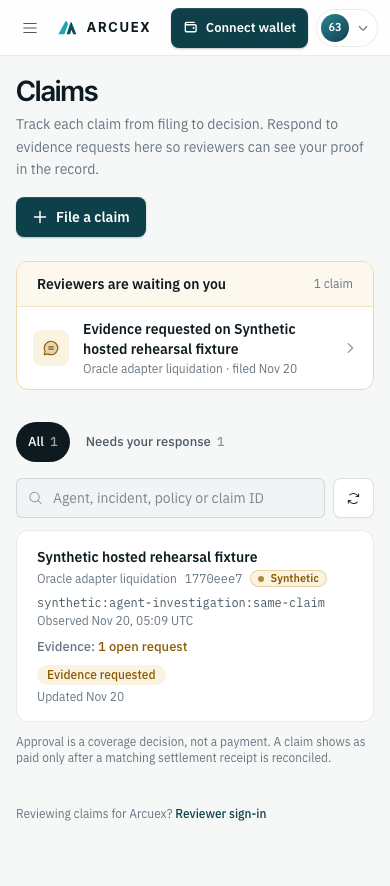 ARCUEX
Connect wallet
63
Claims
Track each claim from filing to decision. Respond to
evidence requests here so reviewers can see your proof
in the record.
File a claim
Reviewers are waiting on you 1 claim
Evidence requested on Synthetic
hosted rehearsal fixture
Oracle adapter liquidation · filed Nov 20
All 1 Needs your response 1
Agent, incident, policy or claim ID
Synthetic hosted rehearsal fixture
Oracle adapter liquidation 1770eee7 Synthetic
synthetic:agent-investigation:same-claim
Observed Nov 20, 05:09 UTC
Evidence: 1 open request
Evidence requested
Updated Nov 20
Approval is a coverage decision, not a payment. A claim shows as
paid only after a matching settlement receipt is reconciled.
Reviewing claims for Arcuex? Reviewer sign-in